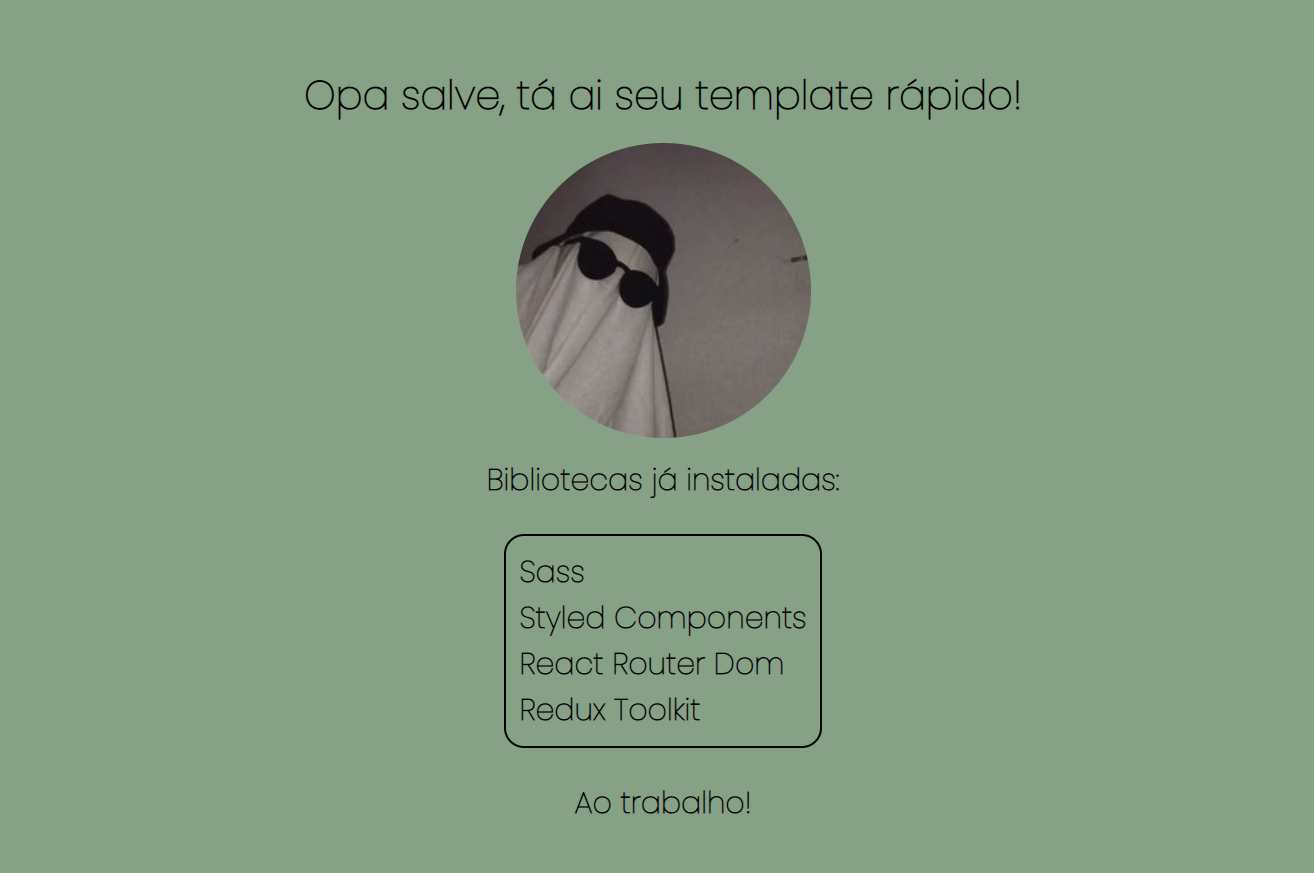 Opa salve, tá ai seu template rápido!
Bibliotecas já instaladas:
Sass
Styled Components
React Router Dom
Redux Toolkit
Ao trabalho!